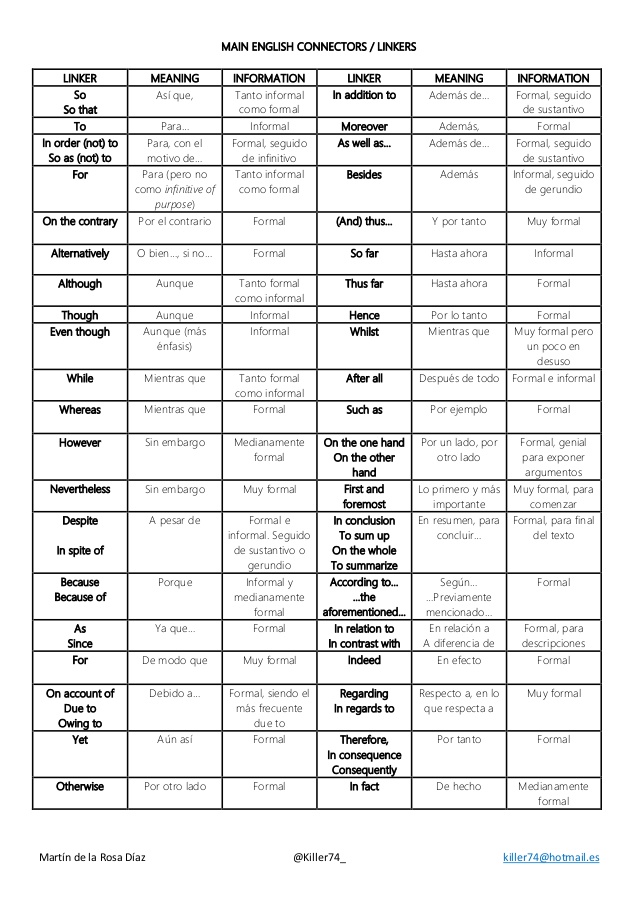 MAIN ENGLISH CONNECTORS / LINKERS
LINKER MEANING INFORMATION LINKER MEANING INFORMATION
So Así que, Tanto informal In addition to Además de... Formal, seguido
So that como formal de sustantivo
To Para... Informal Moreover Además, Formal
In order (not) to Para, con el Formal, seguido As well as... Además de... Formal, seguido
So as (not) to motivo de... de infinitivo de sustantivo
For Para (pero no Tanto informal Besides Además Informal, seguido
como infinitive of como formal de gerundio
purpose)
On the contrary Por el contrario Formal (And) thus... Y por tanto Muy formal
Alternatively O bien..., si no... Formal So far Hasta ahora Informal
Although Aunque Tanto formal Thus far Hasta ahora Formal
como informal
Though Aunque Informal Hence Por lo tanto Formal
Even though Aunque (más Informal Whilst Mientras que Muy formal pero
énfasis) un poco en
desuso
While Mientras que Tanto formal After all Después de todo Formal e informal
como informal
Whereas Mientras que Formal Such as Por ejemplo Formal
However Sin embargo Medianamente On the one hand Por un lado, por Formal, genial
formal On the other otro lado para exponer
hand argumentos
Nevertheless Sin embargo Muy formal First and Lo primero y más Muy formal, para
foremost importante comenzar
Despite A pesar de Formal e In conclusion En resumen, para Formal, para final
informal. Seguido To sum up concluir... del texto
In spite of de sustantivo o On the whole
gerundio To summarize
Because Porque Informal y According to... Según... Formal
Because of medianamente ...the ...Previamente
formal aforementioned... mencionado...
As Ya que... Formal In relation to En relación a Formal, para
Since In contrast with A diferencia de descripciones
For De modo que Muy formal Indeed En efecto Formal
On account of Debido a... Formal, siendo el Regarding Respecto a, en lo Muy formal
Due to más frecuente In regards to que respecta a
Owing to due to
Yet Aún así Formal Therefore, Por tanto Formal
In consequence
Consequently
Otherwise Por otro lado Formal In fact De hecho Medianamente
formal
Martín de la Rosa Díaz @Killer74_ killer74@hotmail.es